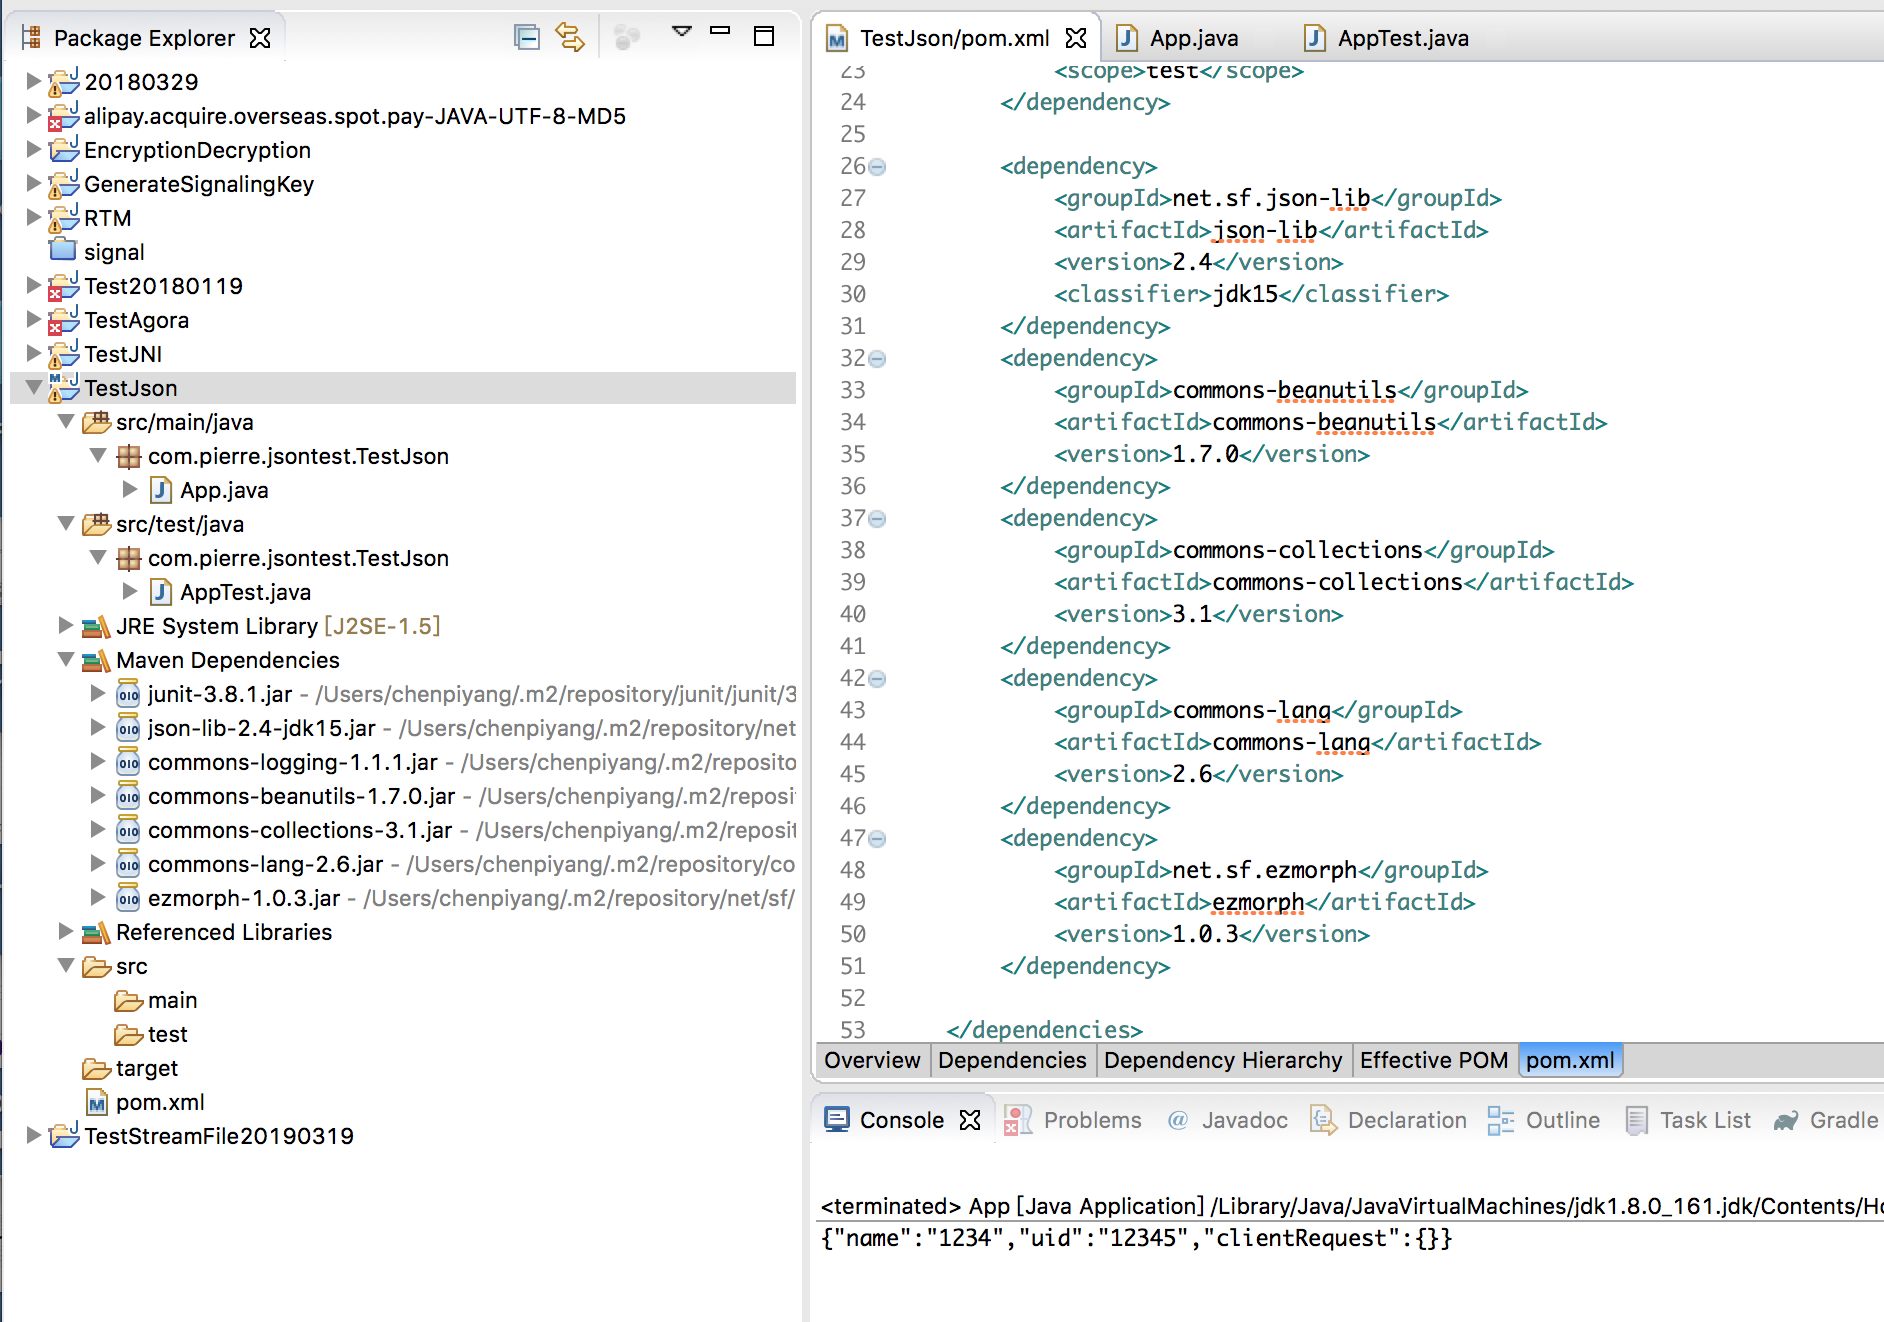 Package Explorer
20180329
alipay.acquire.overseas.spot.pay-JAVA-UTF-8-MD5
EncryptionDecryption
GenerateSignalingKey
RTM
signal
Test20180119
TestAgora
TestJNI
TestJson
src/main/java
com.pierre.jsontest.TestJson
App.java
src/test/java
com.pierre.jsontest.TestJson
AppTest.java
JRE System Library [J2SE-1.5]
Maven Dependencies
junit-3.8.1.jar - /Users/chenpiyang/.m2/repository/junit/junit/3
json-lib-2.4-jdk15.jar - /Users/chenpiyang/.m2/repository/net
commons-logging-1.1.1.jar - /Users/chenpiyang/.m2/reposito
commons-beanutils-1.7.0.jar - /Users/chenpiyang/.m2/reposi
commons-collections-3.1.jar - /Users/chenpiyang/.m2/reposit
commons-lang-2.6.jar - /Users/chenpiyang/.m2/repository/co
ezmorph-1.0.3.jar - /Users/chenpiyang/.m2/repository/net/sf/
Referenced Libraries
src
main
test
target
pom.xml
TestStreamFile20190319
TestJson/pom.xml App.java AppTest.java
23 <scope>test</scope>
24 </dependency>
25
26 <dependency>
27 <groupId>net.sf.json-lib</groupId>
28 <artifactId>json-lib</artifactId>
29 <version>2.4</version>
30 <classifier>jdk15</classifier>
31 </dependency>
32 <dependency>
33 <groupId>commons-beanutils</groupId>
34 <artifactId>commons-beanutils</artifactId>
35 <version>1.7.0</version>
36 </dependency>
37 <dependency>
38 <groupId>commons-collections</groupId>
39 <artifactId>commons-collections</artifactId>
40 <version>3.1</version>
41 </dependency>
42 <dependency>
43 <groupId>commons-lang</groupId>
44 <artifactId>commons-lang</artifactId>
45 <version>2.6</version>
46 </dependency>
47 <dependency>
48 <groupId>net.sf.ezmorph</groupId>
49 <artifactId>ezmorph</artifactId>
50 <version>1.0.3</version>
51 </dependency>
52
53 </dependencies>
Overview Dependencies Dependency Hierarchy Effective POM pom.xml
Console Problems Javadoc Declaration Outline Task List Gradle
<terminated> App [Java Application] /Library/Java/JavaVirtualMachines/jdk1.8.0_161.jdk/Contents/Ho
{"name":"1234","uid":"12345","clientRequest":{}}